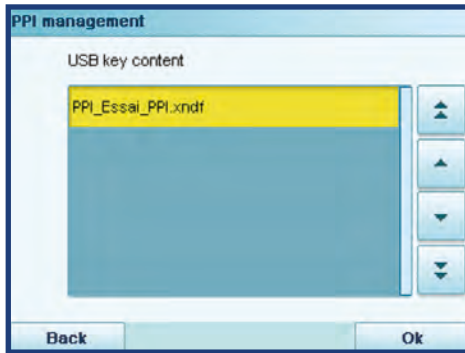 PPI management
USB key content
PPI_Essai_PPI.xndf
Back
Ok